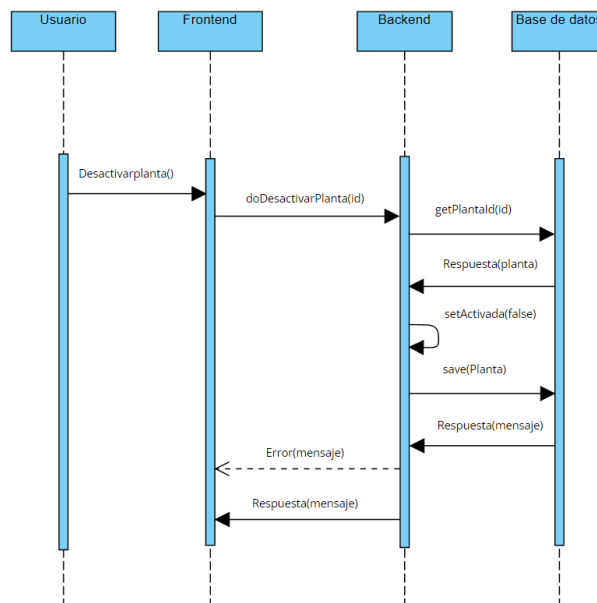 Usuario
Frontend
Backend
Base de datos
Desactivarplanta()
doDesactivarPlanta(id)
getPlantaId(id)
Respuesta(planta)
setActivada(false)
save(Planta)
Respuesta(mensaje)
Error(mensaje)
Respuesta(mensaje)